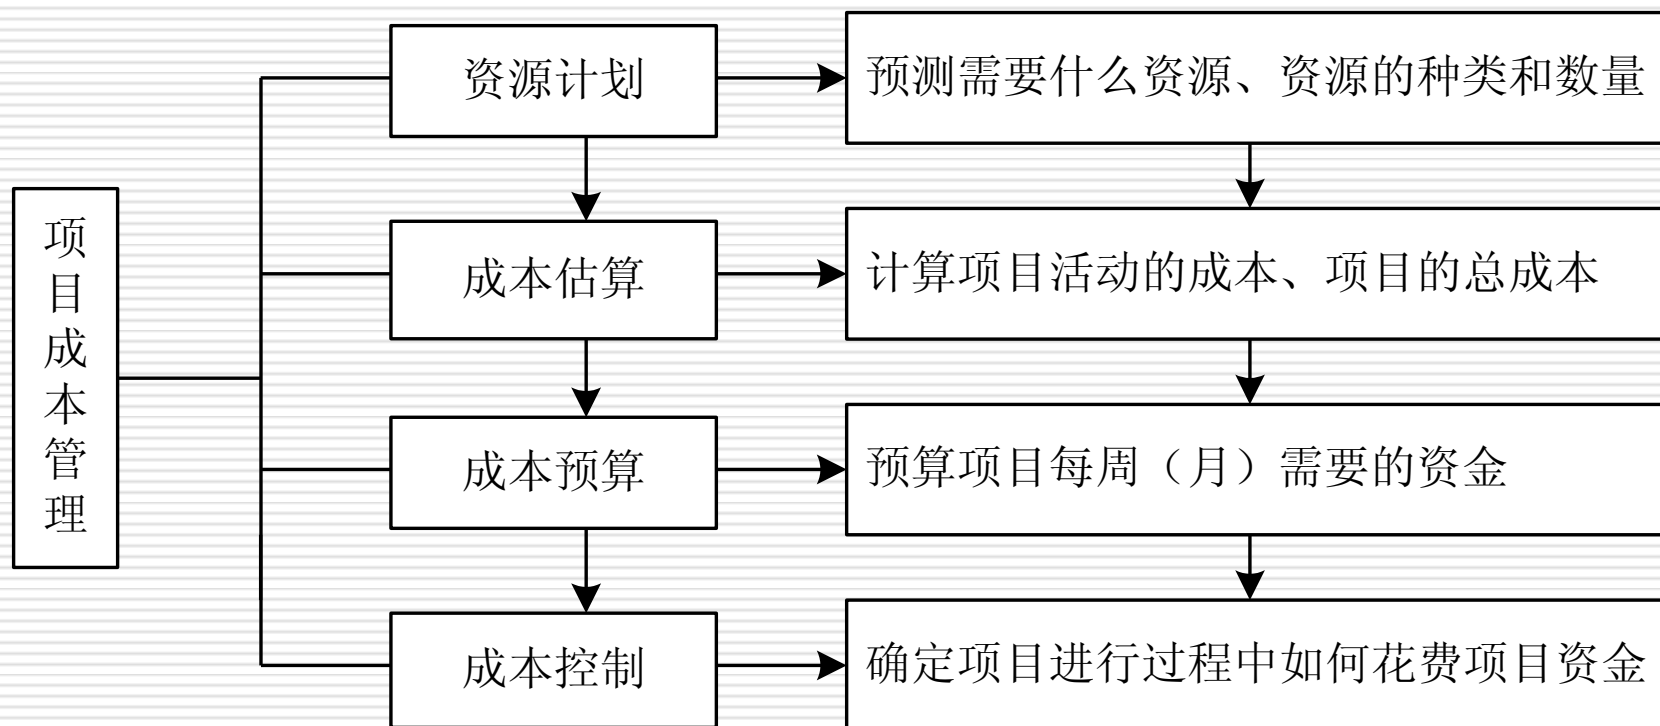 项目成本管理
资源计划
预测需要什么资源、资源的种类和数量
成本估算
计算项目活动的成本、项目的总成本
成本预算
预算项目每周（月）需要的资金
成本控制
确定项目进行过程中如何花费项目资金